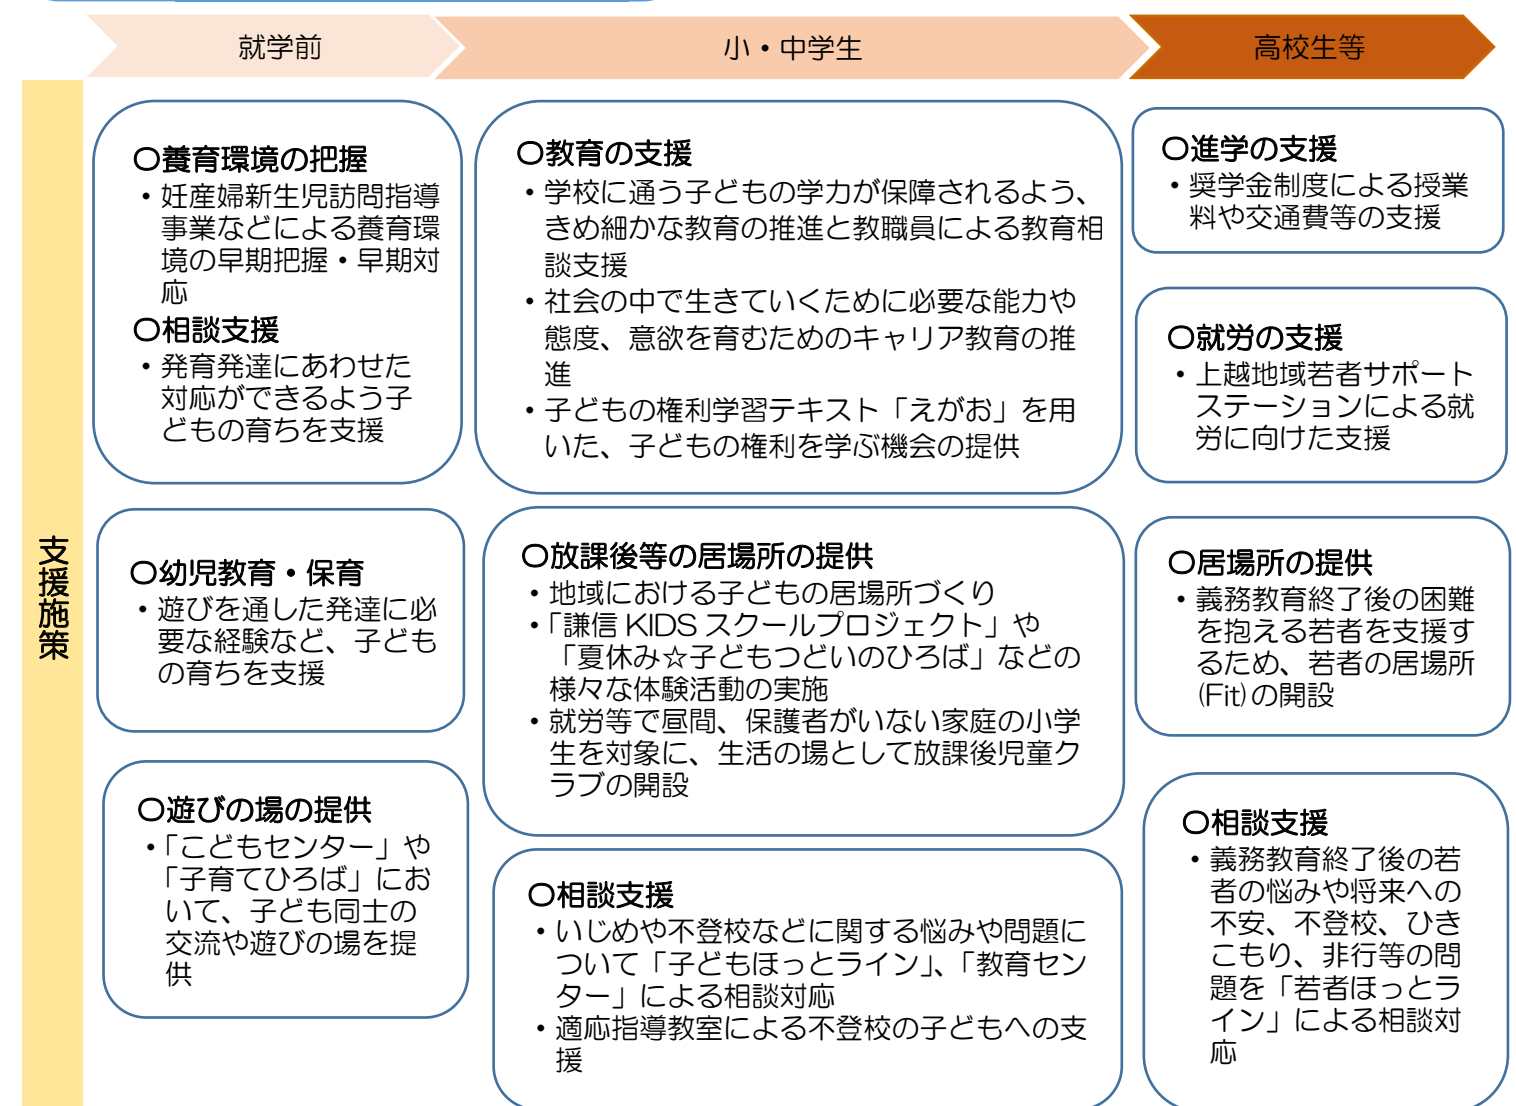 就学前
小・中学生
高校生等
支援施策
〇養育環境の把握
・妊産婦新生児訪問指導
事業などによる養育環
境の早期把握・早期対
応
〇相談支援
・発育発達にあわせた
対応ができるよう子
どもの育ちを支援
〇幼児教育・保育
・遊びを通した発達に必
要な経験など、子ども
の育ちを支援
〇遊びの場の提供
・「こどもセンター」や
「子育てひろば」にお
いて、子ども同士の
交流や遊びの場を提
供
〇教育の支援
・学校に通う子どもの学力が保障されるよう、
きめ細かな教育の推進と教職員による教育相
談支援
・社会の中で生きていくために必要な能力や
態度、意欲を育むためのキャリア教育の推
進
・子どもの権利学習テキスト「えがお」を用
いた、子どもの権利を学ぶ機会の提供
〇放課後等の居場所の提供
・地域における子どもの居場所づくり
・「謙信 KIDS スクールプロジェクト」や
「夏休み☆子どもつどいのひろば」などの
様々な体験活動の実施
・就労等で昼間、保護者がいない家庭の小学
生を対象に、生活の場として放課後児童ク
ラブの開設
〇相談支援
・いじめや不登校などに関する悩みや問題に
ついて「子どもほっとライン」、「教育セン
ター」による相談対応
・適応指導教室による不登校の子どもへの支
援
〇進学の支援
・奨学金制度による授業
料や交通費等の支援
〇就労の支援
・上越地域若者サポート
ステーションによる就
労に向けた支援
〇居場所の提供
・義務教育終了後の困難
を抱える若者を支援す
るため、若者の居場所
(Fit)の開設
〇相談支援
・義務教育終了後の若
者の悩みや将来への
不安、不登校、ひき
こもり、非行等の問
題を「若者ほっとラ
イン」による相談対
応